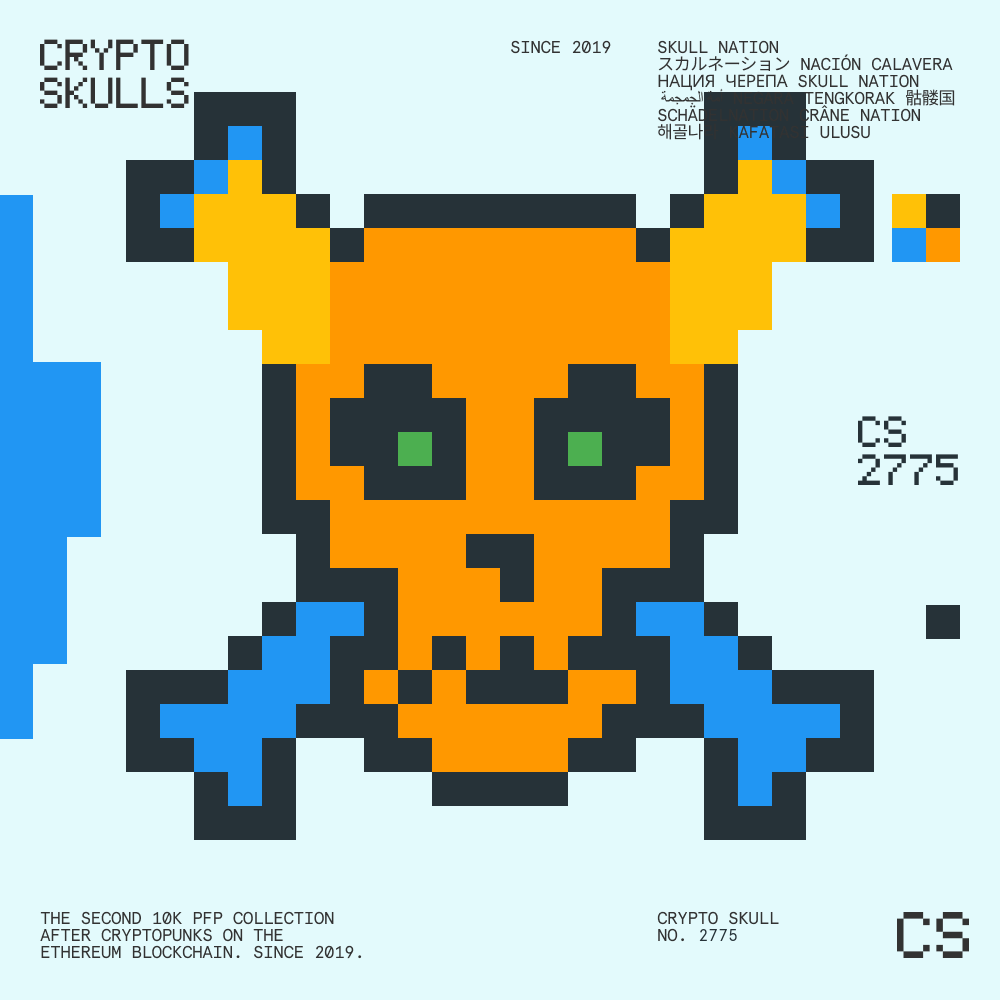 CRYPTO
SKULLS
SINCE 2019
SKULL NATION
スカルネーション NACIÓN CALAVERA
НАЦИЯ ЧЕРЕПА SKULL NATION
TENGKORAK 骷髅国
CRÂNE NATION
ULUSU
CS
2775
THE SECOND 10K PFP COLLECTION
AFTER CRYPTOPUNKS ON THE
ETHEREUM BLOCKCHAIN. SINCE 2019.
CRYPTO SKULL
NO. 2775
CS